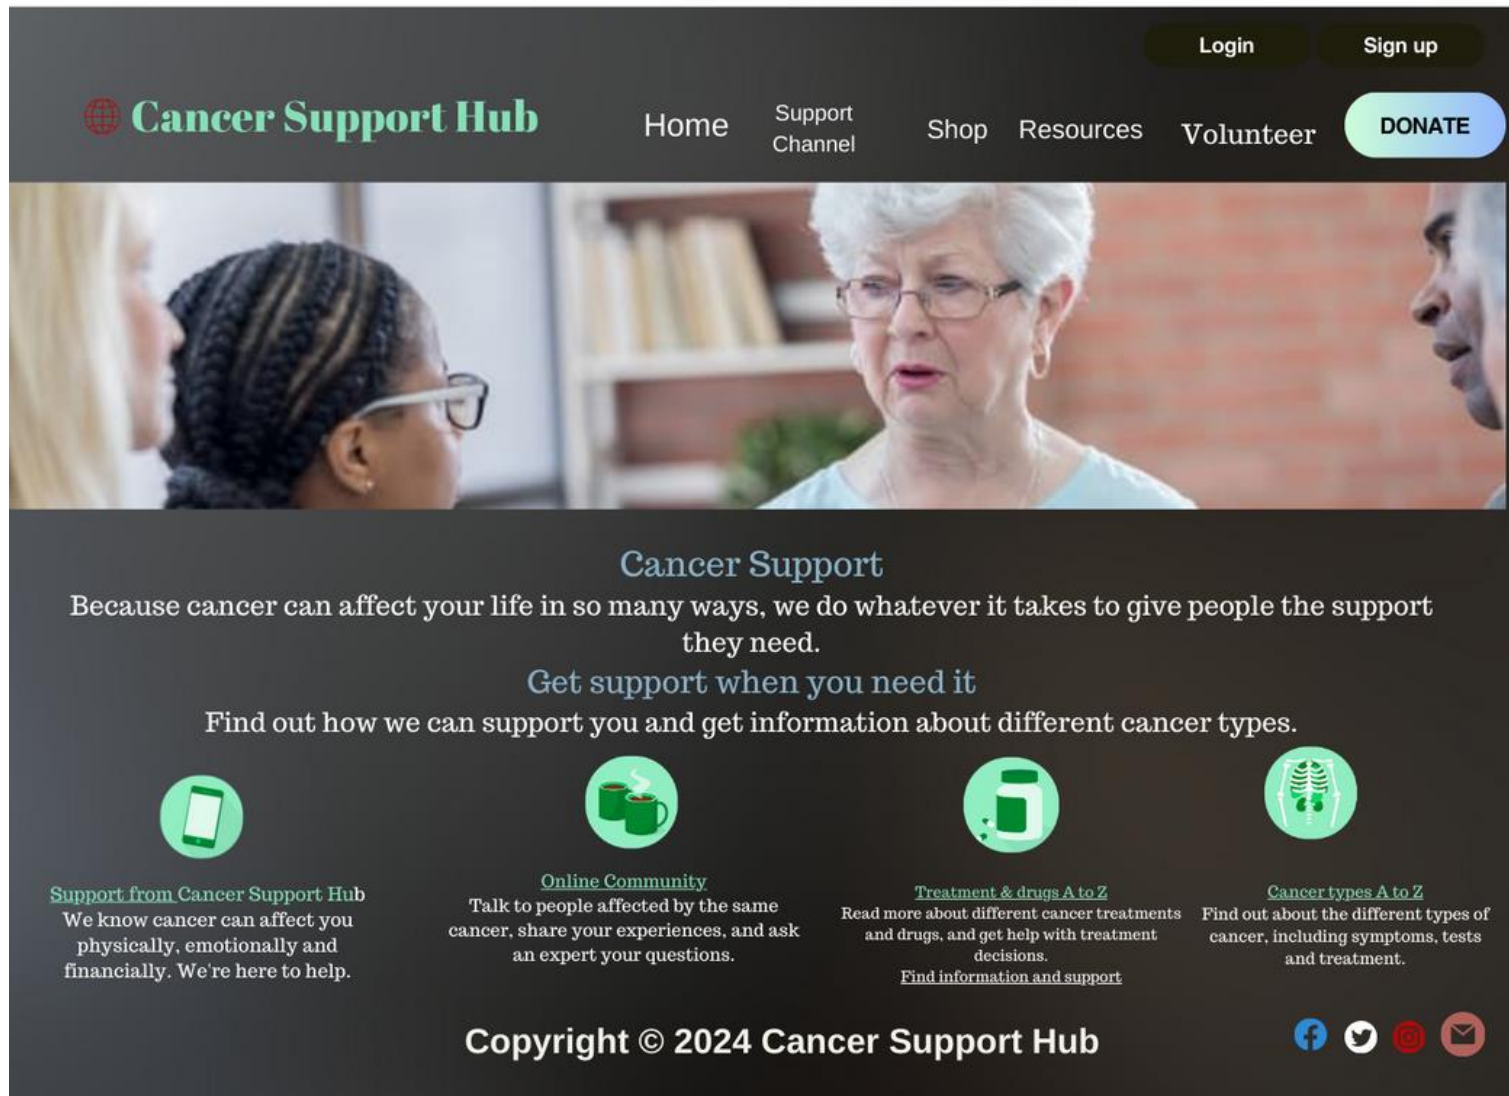 Login
Sign up
Cancer Support Hub
Home
Support
Channel
Shop
Resources
Volunteer
DONATE
Cancer Support
Because cancer can affect your life in so many ways, we do whatever it takes to give people the support
they need.
Get support when you need it
Find out how we can support you and get information about different cancer types.
Support from Cancer Support Hub
We know cancer can affect you
physically, emotionally and
financially. We're here to help.
Online Community
Talk to people affected by the same
cancer, share your experiences, and ask
an expert your questions.
Treatment & drugs A to Z
Read more about different cancer treatments
and drugs, and get help with treatment
decisions.
Find information and support
Cancer types A to Z
Find out about the different types of
cancer, including symptoms, tests
and treatment.
Copyright © 2024 Cancer Support Hub